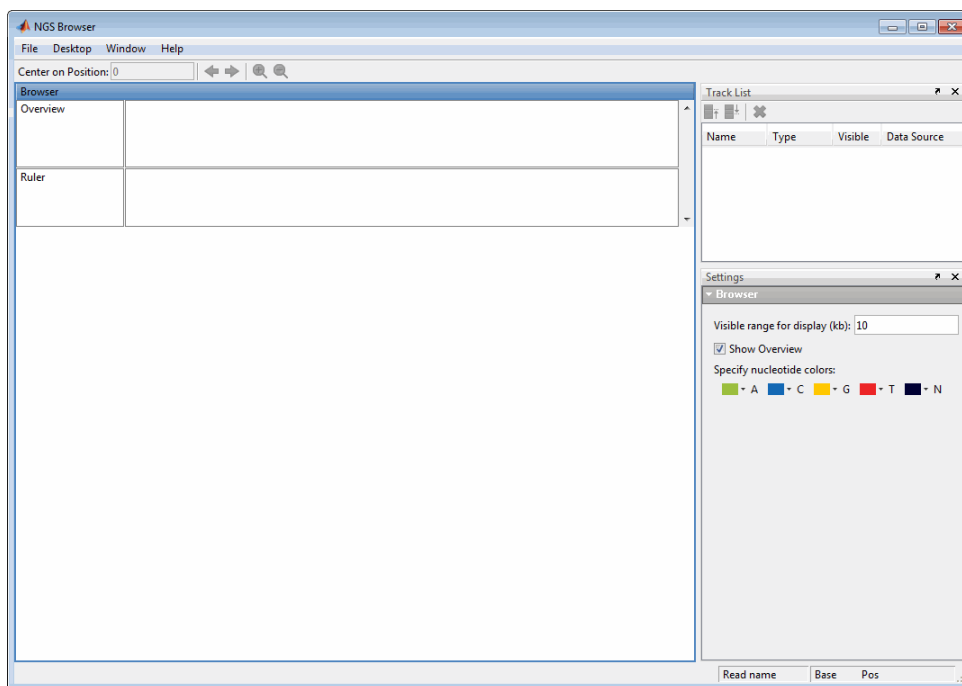 NGS Browser
File Desktop Window Help
Center on Position: 0
Browser
Overview
Ruler
Track List
Name Type Visible Data Source
Settings
Browser
Visible range for display (kb): 10
Show Overview
Specify nucleotide colors:
A C G T N
Read name Base Pos